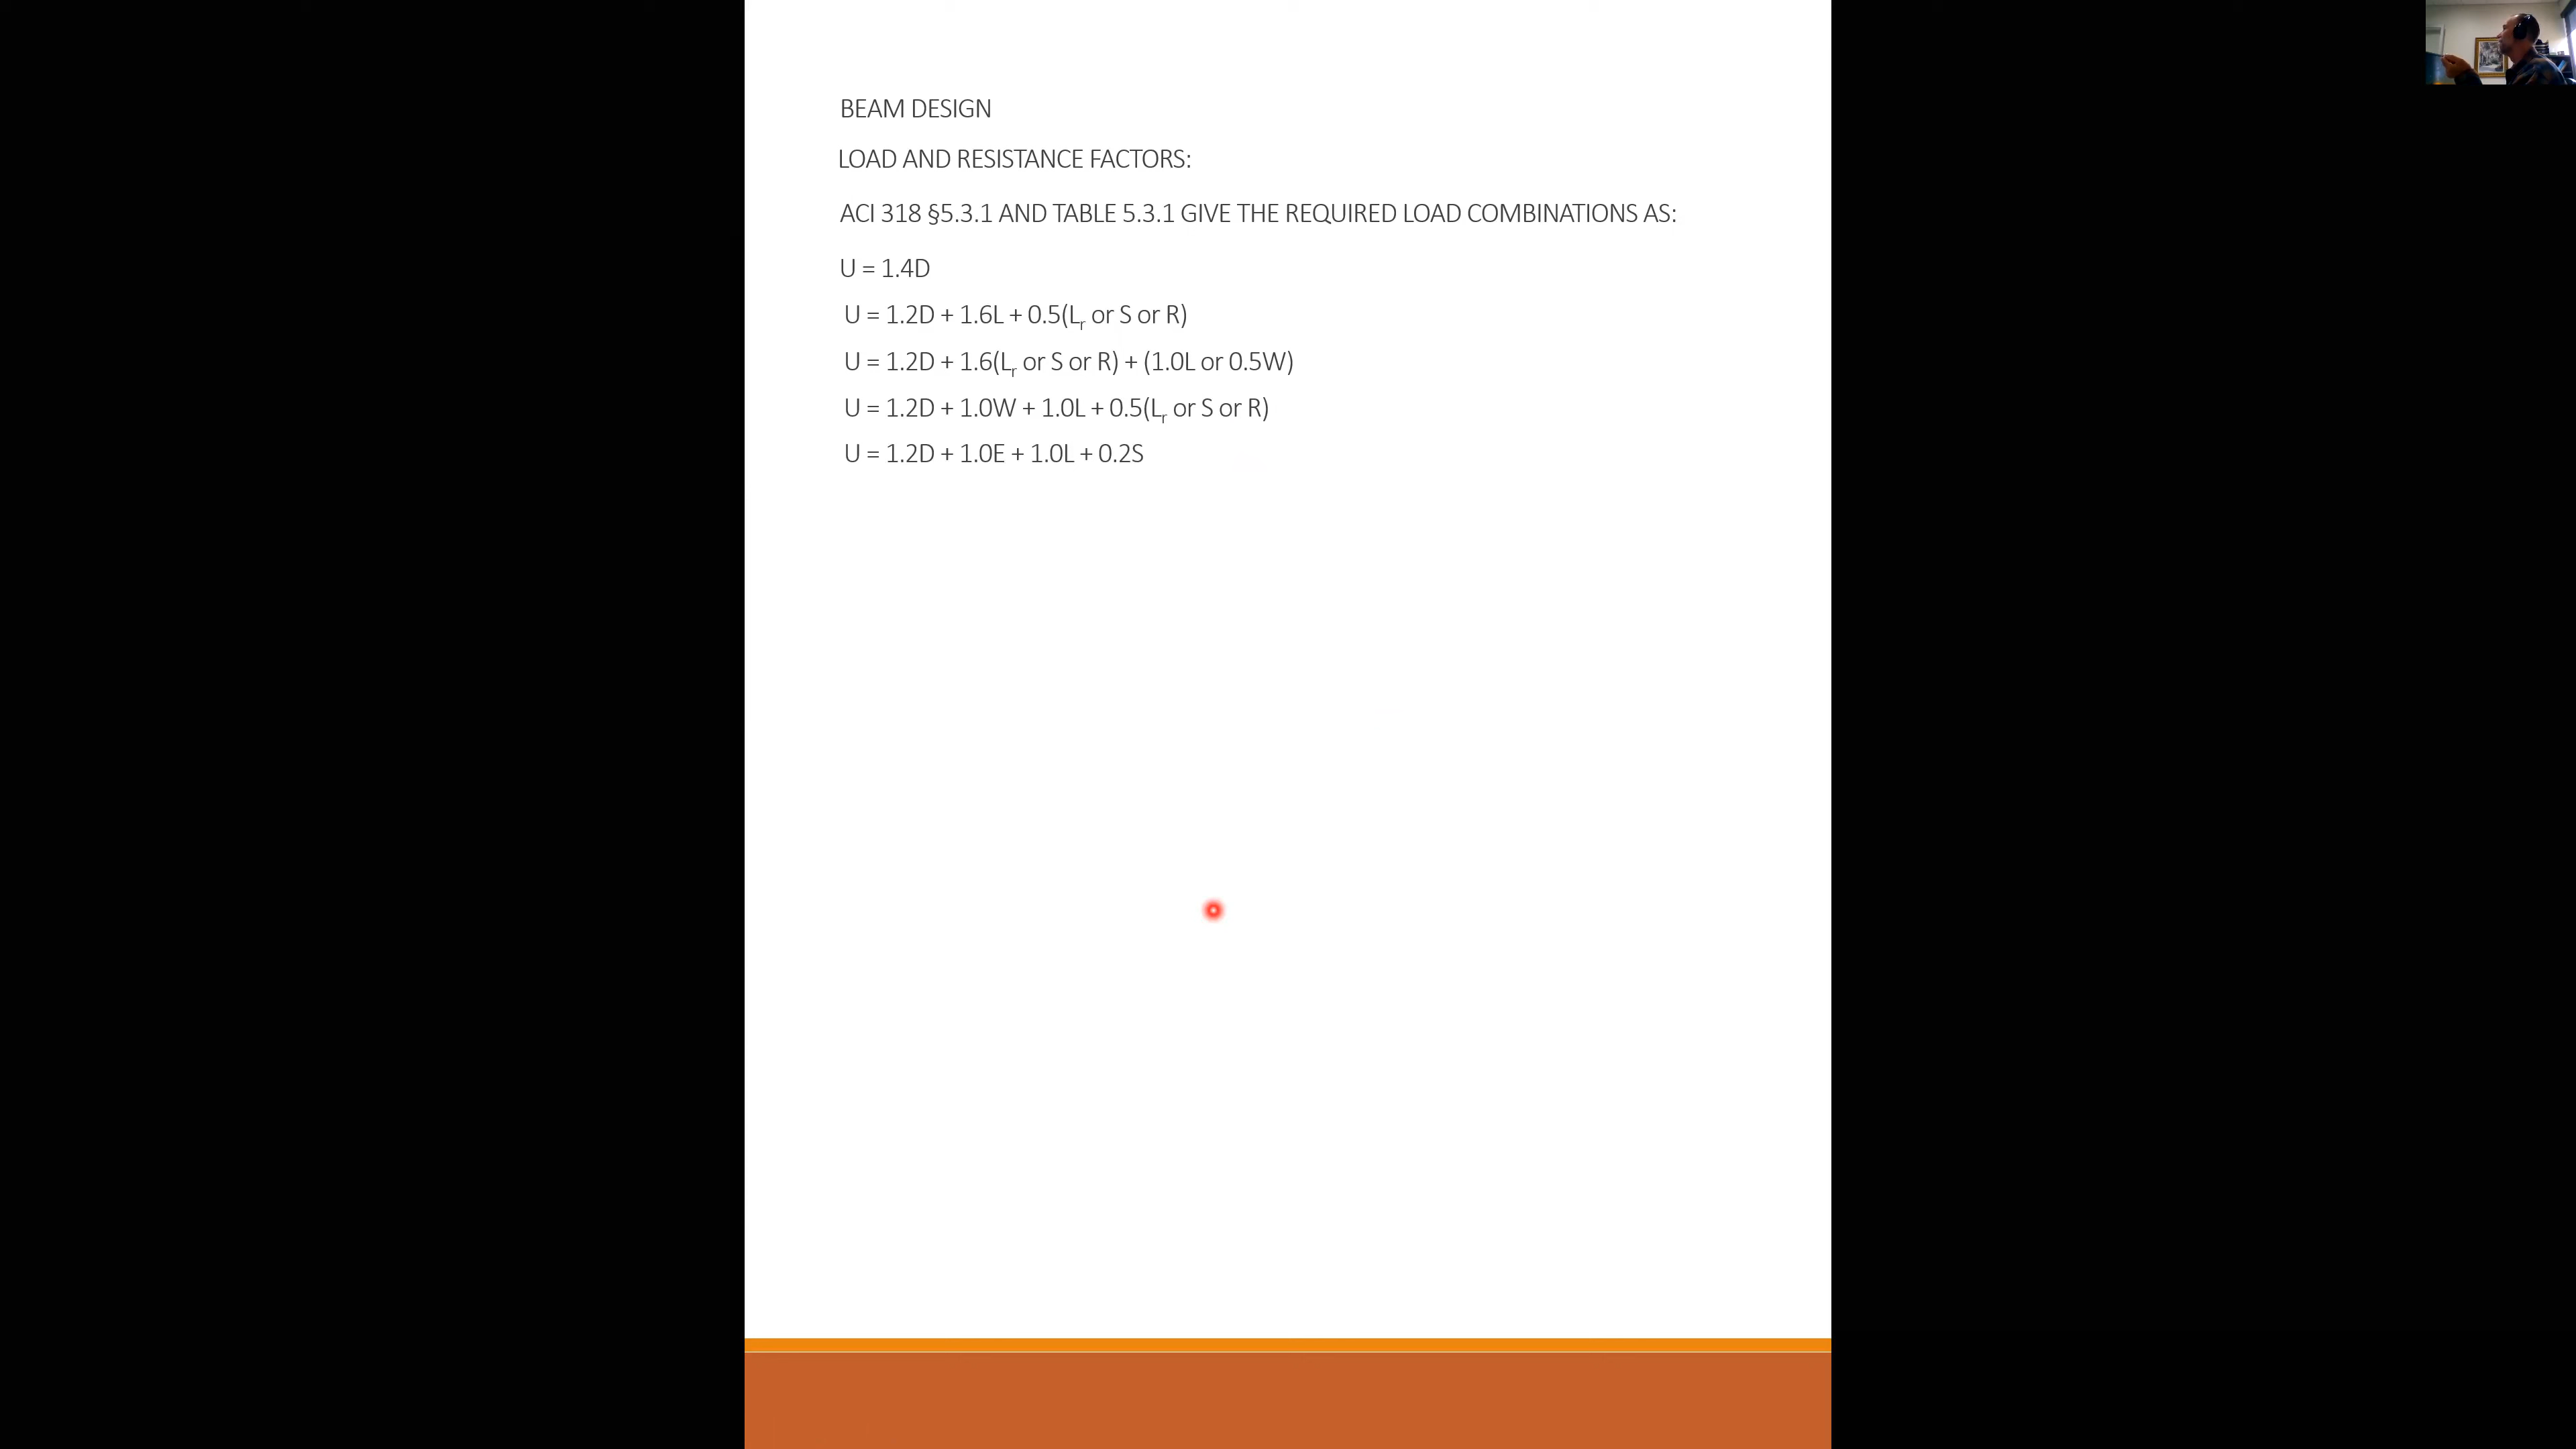 BEAM DESIGN
LOAD AND RESISTANCE FACTORS:
ACI 318 §5.3.1 AND TABLE 5.3.1 GIVE THE REQUIRED LOAD COMBINATIONS AS:
U = 1.4D
U = 1.2D + 1.6L + 0.5(Lr or S or R)
U = 1.2D + 1.6(Lr or S or R) + (1.0L or 0.5W)
U = 1.2D + 1.0W + 1.0L + 0.5(Lr or S or R)
U = 1.2D + 1.0E + 1.0L + 0.2S